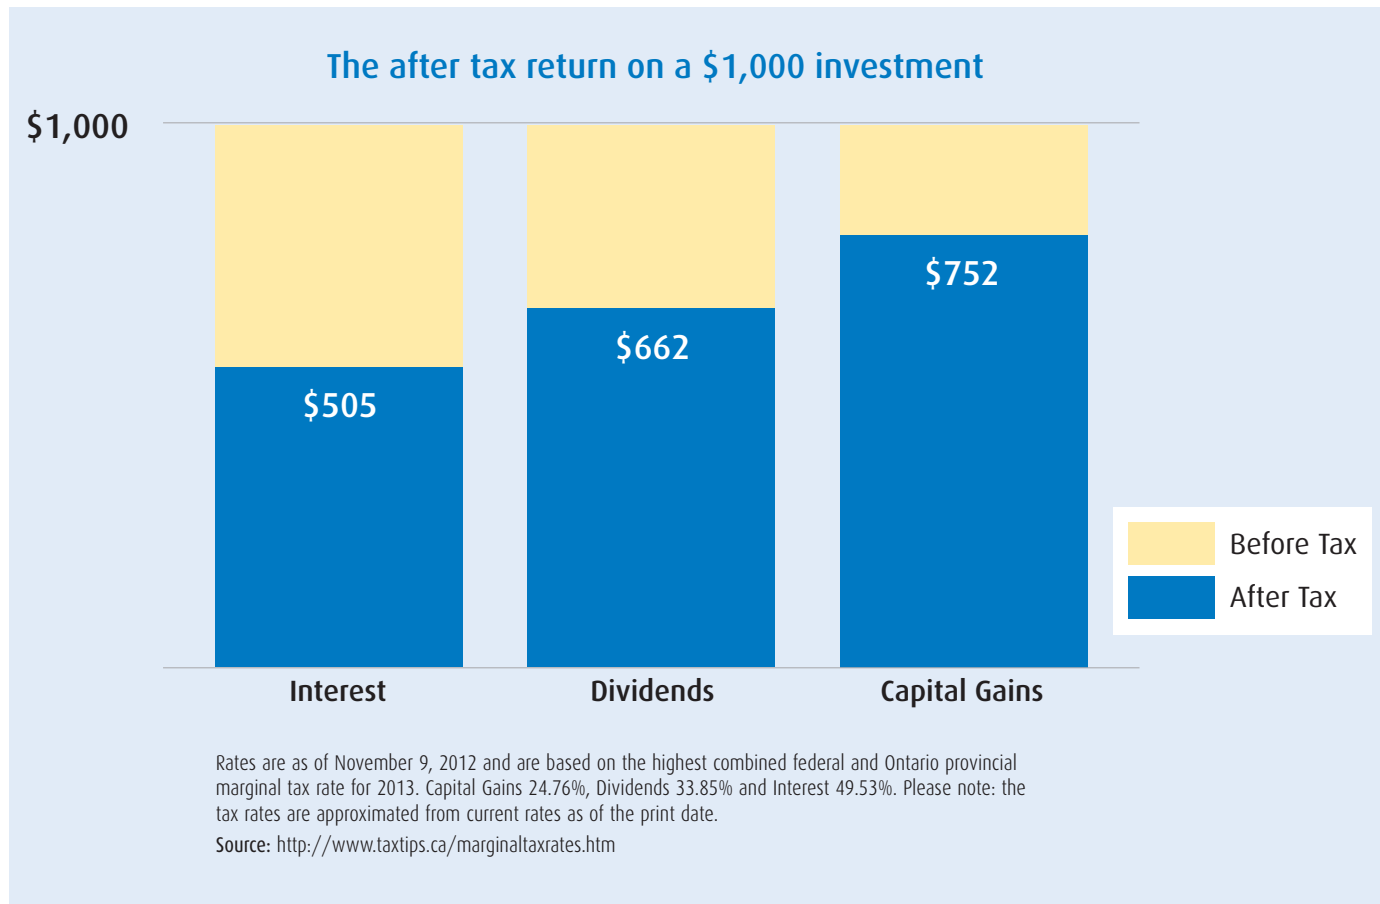 The after tax return on a $1,000 investment
$1,000
$752
$662
$505
Before Tax
After Tax
Interest
Dividends
Capital Gains
Rates are as of November 9, 2012 and are based on the highest combined federal and Ontario provincial
marginal tax rate for 2013. Capital Gains 24.76%, Dividends 33.85% and Interest 49.53%. Please note: the
tax rates are approximated from current rates as of the print date.
Source: http://www.taxtips.ca/marginaltaxrates.htm